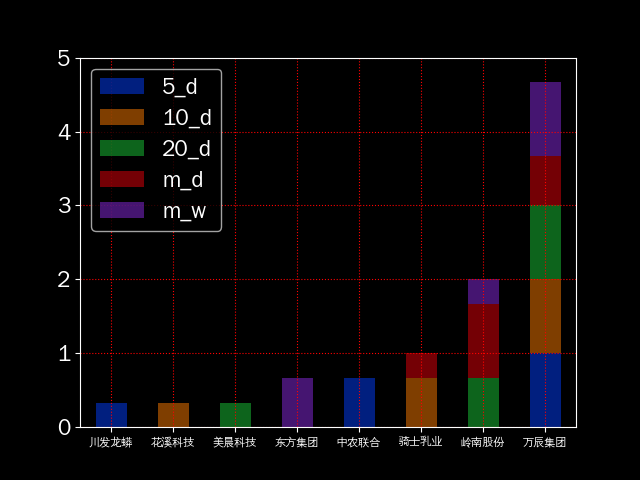 5
4
3
2
1
0
5_d
10_d
20_d
m_d
m_w
川发龙蟒
花溪科技
美晨科技
东方集团
中农联合
骑士乳业
岭南股份
万辰集团